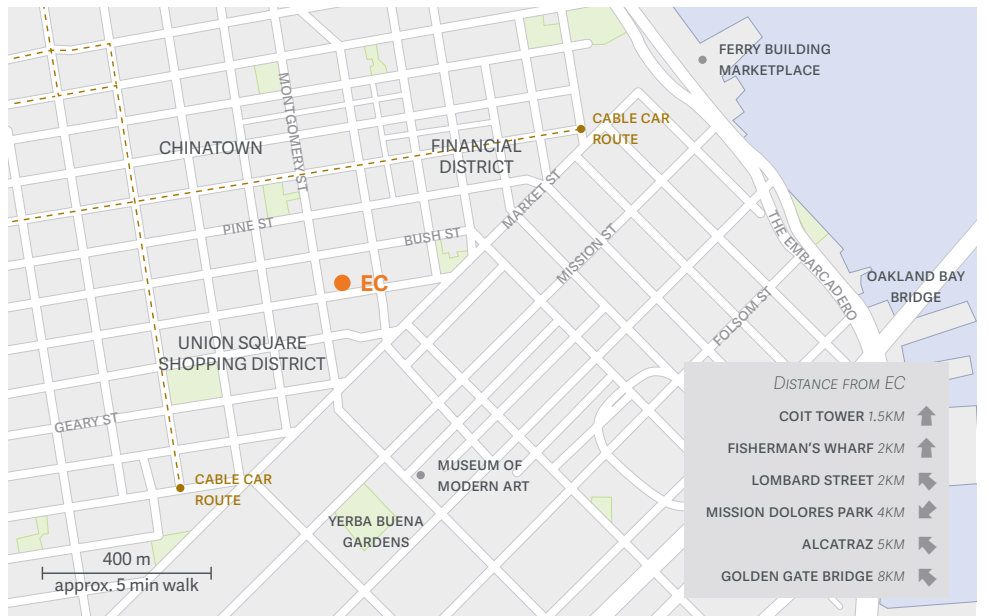 FERRY BUILDING
MARKETPLACE
CABLE CAR
ROUTE
MONTGOMERY ST
CHINATOWN
FINANCIAL
DISTRICT
MARKET ST
PINE ST
BUSH ST
MISSION ST
THE EMBARCADERO
EC
OAKLAND BAY
BRIDGE
FOLSOM ST
UNION SQUARE
SHOPPING DISTRICT
GEARY ST
CABLE CAR
ROUTE
MUSEUM OF
MODERN ART
YERBA BUENA
GARDENS
400 m
approx. 5 min walk
DISTANCE FROM EC
COIT TOWER 1.5KM
FISHERMAN'S WHARF 2KM
LOMBARD STREET 2KM
MISSION DOLORES PARK 4KM
ALCATRAZ 5KM
GOLDEN GATE BRIDGE 8KM